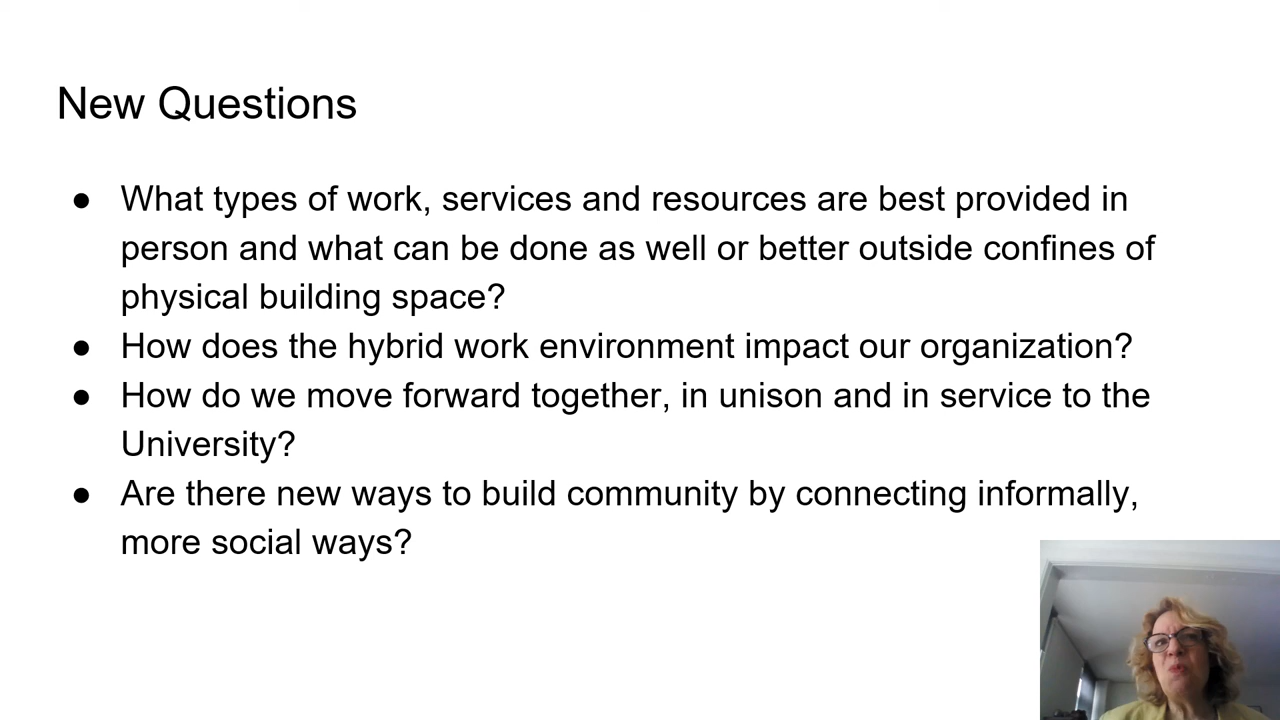 New Questions
● What types of work, services and resources are best provided in
person and what can be done as well or better outside confines of
physical building space?
● How does the hybrid work environment impact our organization?
● How do we move forward together, in unison and in service to the
University?
● Are there new ways to build community by connecting informally,
more social ways?